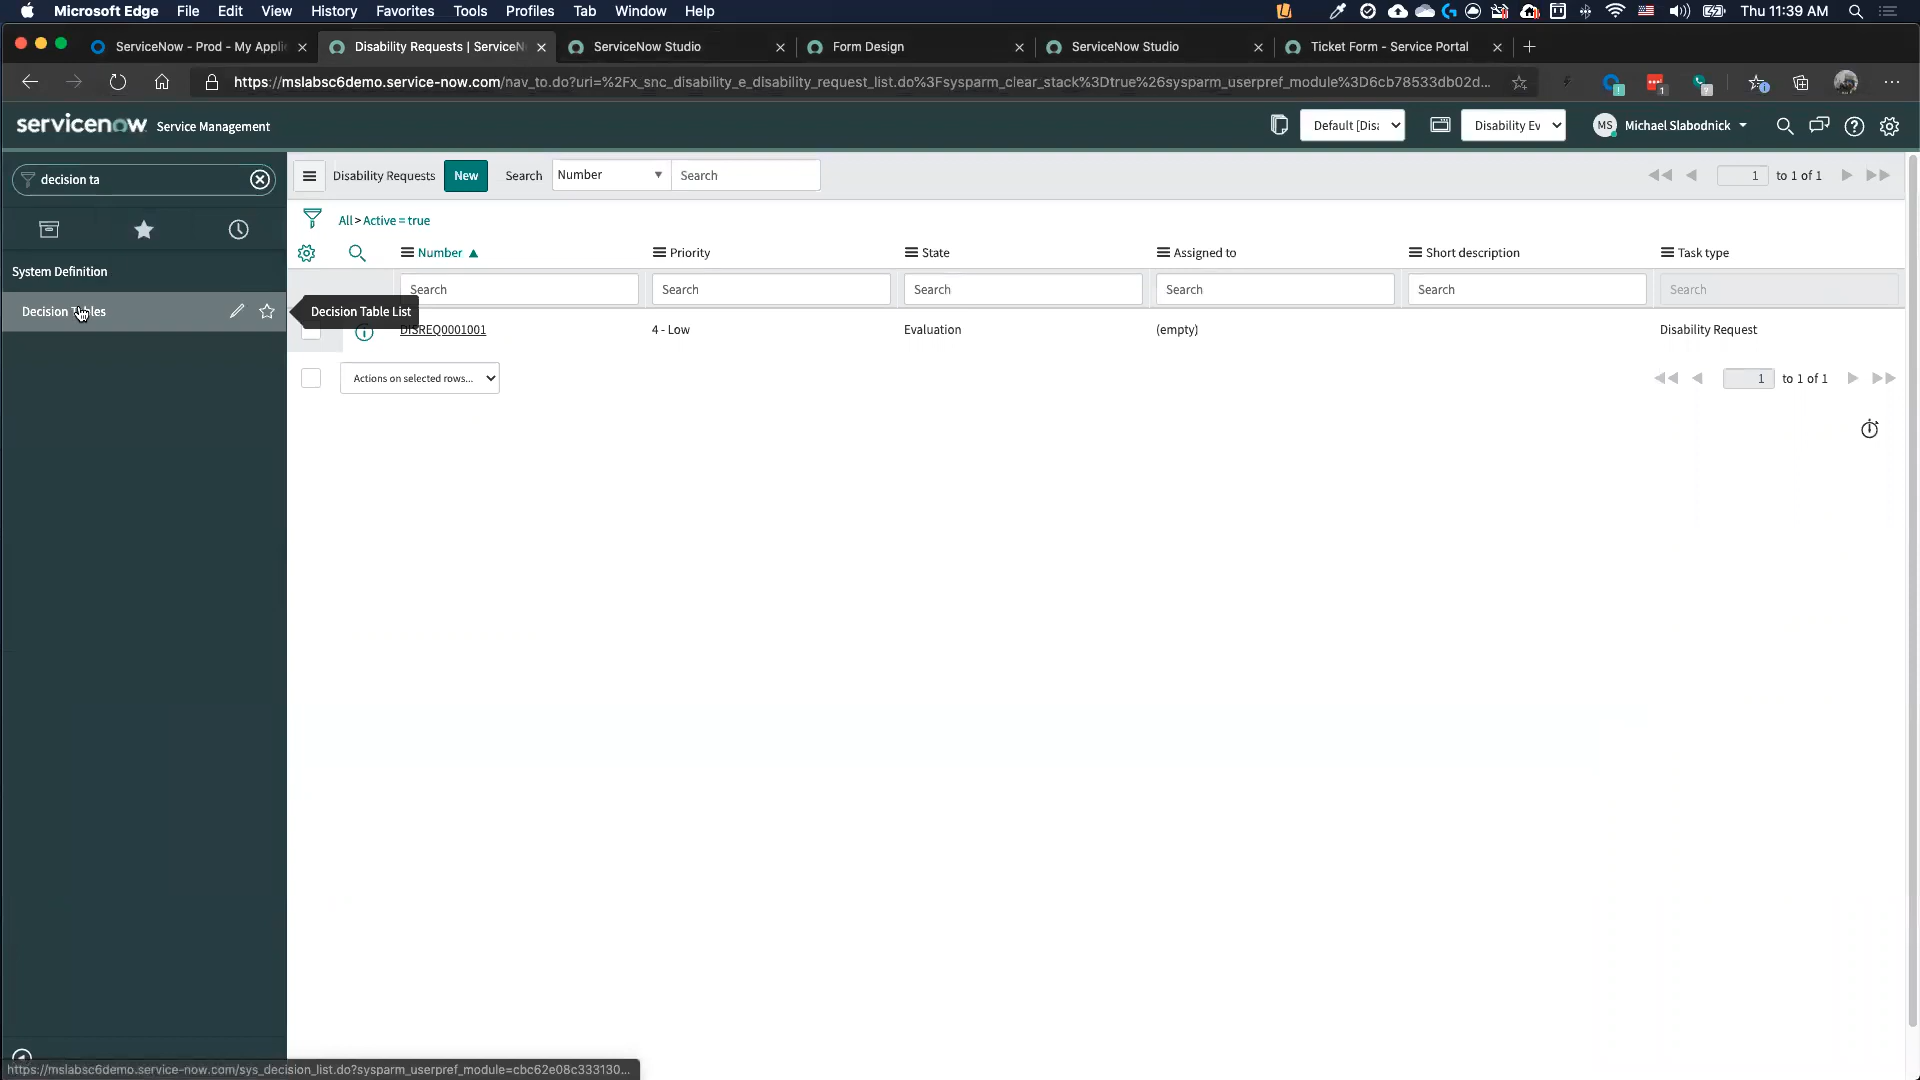 Microsoft Edge File Edit View History Favorites Tools Profiles Tab Window Help Thu 11:39 AM
ServiceNow - Prod - My Appli Disability Requests | ServiceN ServiceNow Studio Form Design ServiceNow Studio Ticket Form - Service Portal
https://mslabsc6demo.service-now.com/nav_to.do?uri=%2Fx_snc_disability_e_disability_request_list.do%3Fsysparm_clear_stack%3Dtrue%26sysparm_userpref_module%3D6cb78533db02d...
servicenow Service Management Default [Disa Disability Ev MS Michael Slabodnick
decision ta
Disability Requests New Search Number Search 1 to 1 of 1
All > Active = true
Number Priority State Assigned to Short description Task type
System Definition
Search Search Search Search Search Search
Decision Tables
Decision Table List
DISREQ0001001 4 - Low Evaluation (empty) Disability Request
Actions on selected rows... 1 to 1 of 1
https://mslabsc6demo.service-now.com/sys_decision_list.do?sysparm_userpref_module=cbc62e08c333130...